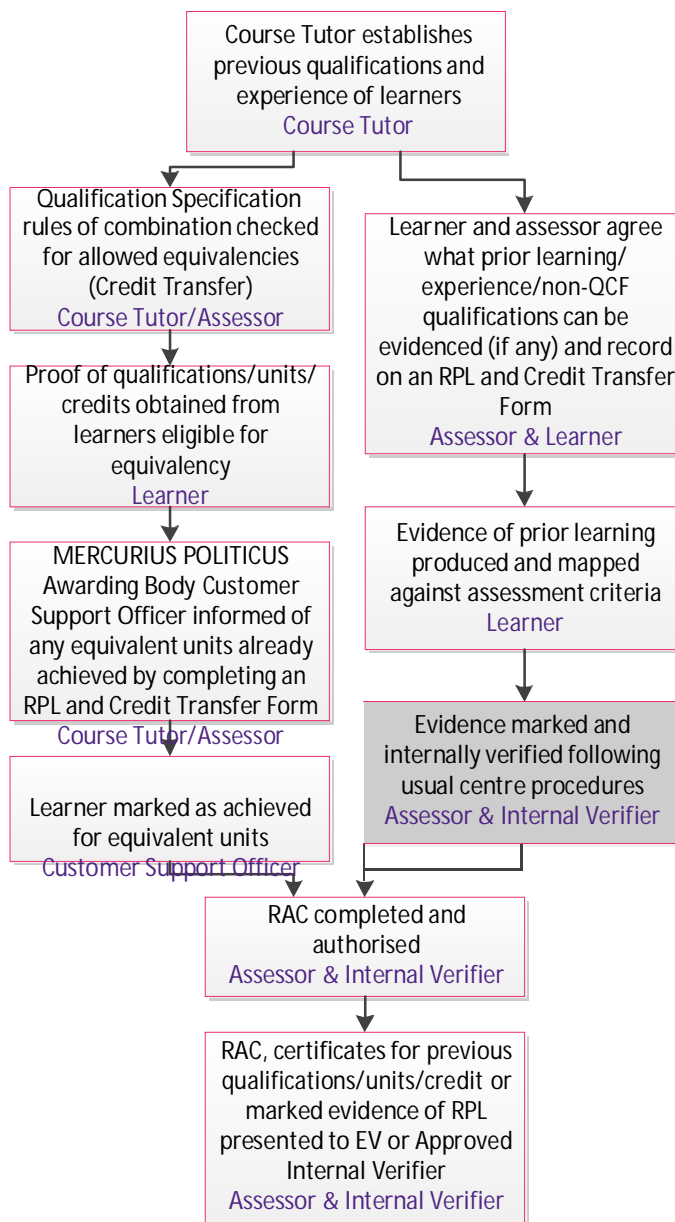 Course Tutor establishes
previous qualifications and
experience of learners
Course Tutor
Qualification Specification
rules of combination checked
for allowed equivalencies
(Credit Transfer)
Course Tutor/Assessor
Proof of qualifications/units/
credits obtained from
learners eligible for
equivalency
Learner
MERCURIUS POLITICUS
Awarding Body Customer
Support Officer informed of
any equivalent units already
achieved by completing an
RPL and Credit Transfer Form
Course Tutor/Assessor
Learner marked as achieved
for equivalent units
Customer Support Officer
Learner and assessor agree
what prior learning/
experience/non-QCF
qualifications can be
evidenced (if any) and record
on an RPL and Credit Transfer
Form
Assessor & Learner
Evidence of prior learning
produced and mapped
against assessment criteria
Learner
Evidence marked and
internally verified following
usual centre procedures
Assessor & Internal Verifier
RAC completed and
authorised
Assessor & Internal Verifier
RAC, certificates for previous
qualifications/units/credit or
marked evidence of RPL
presented to EV or Approved
Internal Verifier
Assessor & Internal Verifier